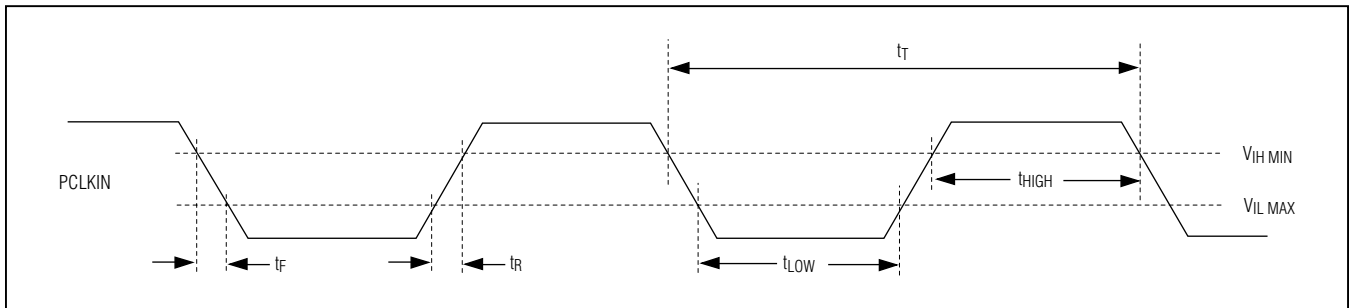 tT
VIH MIN
PCLKIN
tHIGH
VIL MAX
tF
tR
tLOW